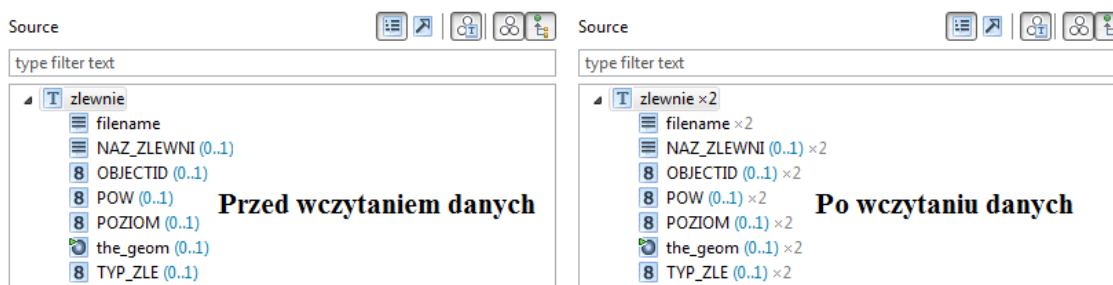 Source
type filter text
zlewnie
filename
NAZ_ZLEWNI (0..1)
OBJECTID (0..1)
POW (0..1)
POZIOM (0..1)
the_geom (0..1)
TYP_ZLE (0..1)
Przed wczytaniem danych
Source
type filter text
zlewnie ×2
filename ×2
NAZ_ZLEWNI (0..1) ×2
OBJECTID (0..1) ×2
POW (0..1) ×2
POZIOM (0..1) ×2
the_geom (0..1) ×2
TYP_ZLE (0..1) ×2
Po wczytaniu danych